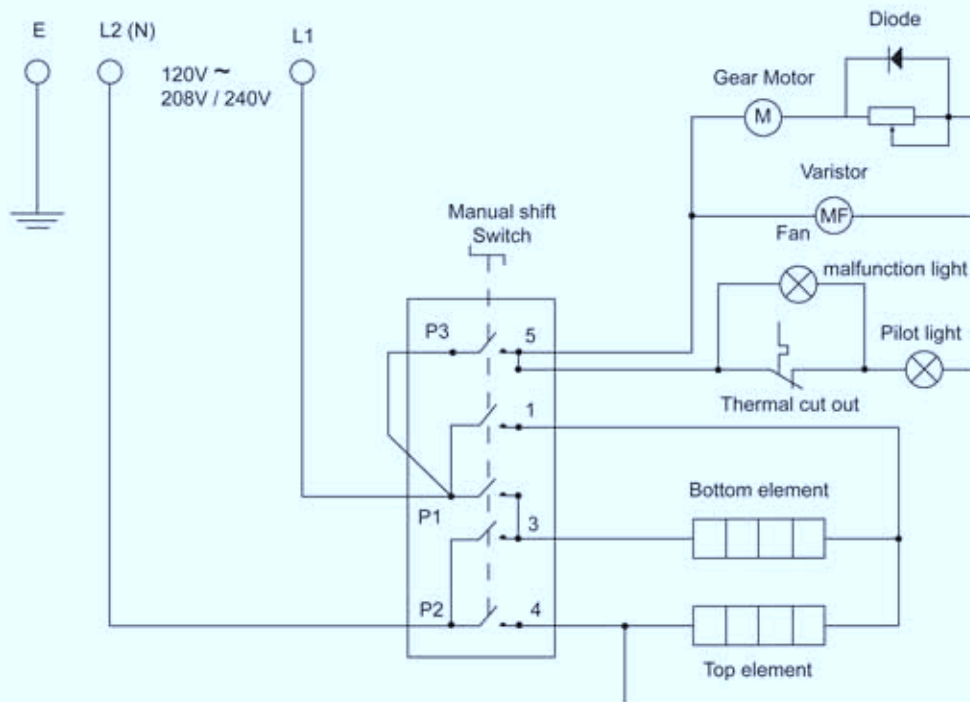 E
L2 (N)
L1
120V ~
208V / 240V
Diode
Gear Motor
M
Varistor
MF
Fan
Manual shift
Switch
malfunction light
P3
5
Pilot light
Thermal cut out
1
Bottom element
P1
3
P2
4
Top element